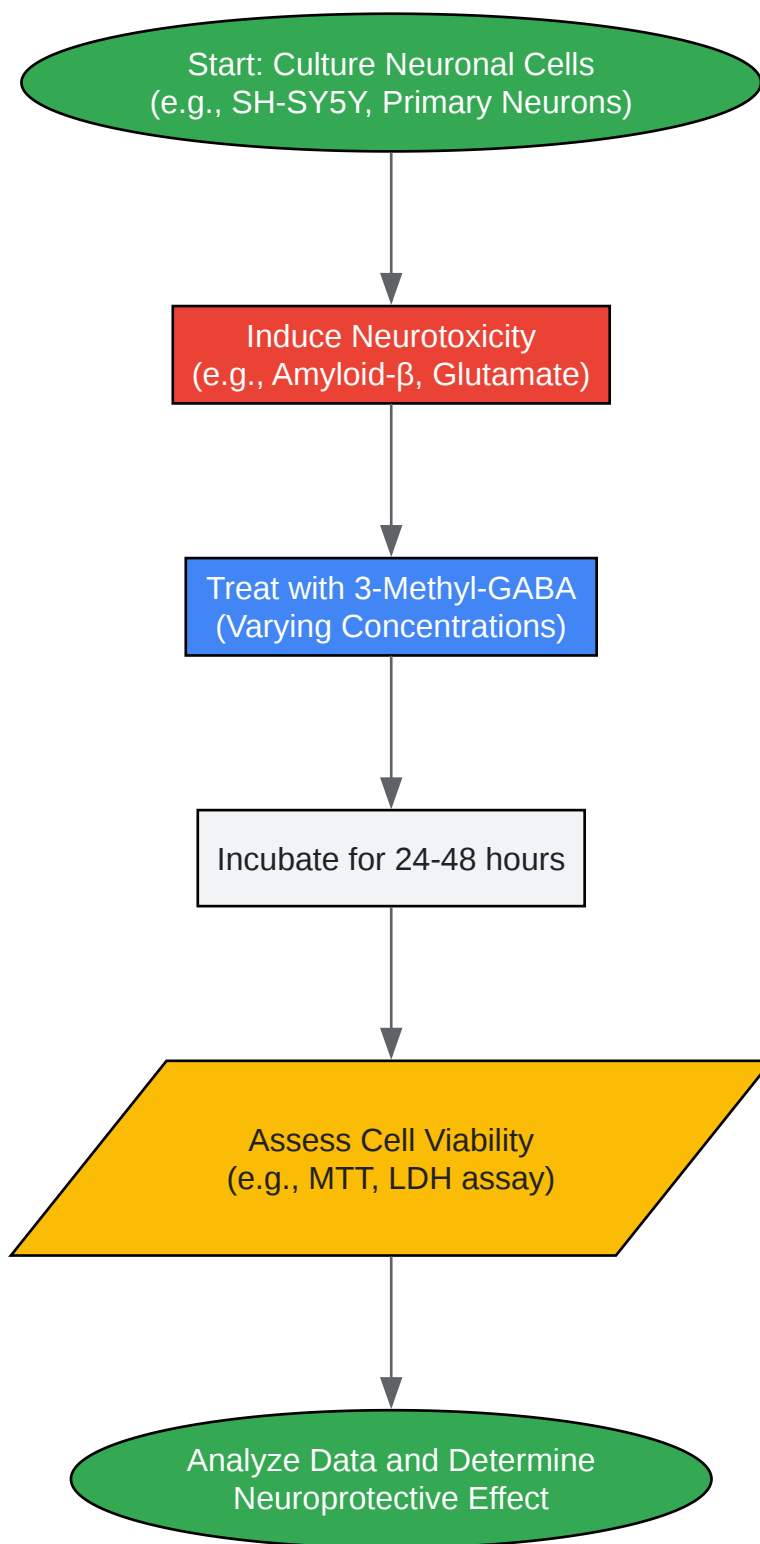 Start: Culture Neuronal Cells
(e.g., SH-SY5Y, Primary Neurons)
Induce Neurotoxicity
(e.g., Amyloid-β, Glutamate)
Treat with 3-Methyl-GABA
(Varying Concentrations)
Incubate for 24-48 hours
Assess Cell Viability
(e.g., MTT, LDH assay)
Analyze Data and Determine
Neuroprotective Effect